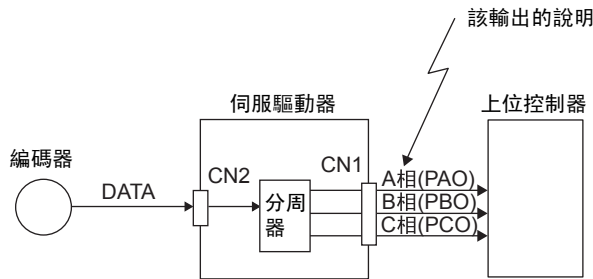 該輸出的說明
伺服驅動器
上位控制器
編碼器
DATA
CN2
CN1
分周
器
A相(PAO)
B相(PBO)
C相(PCO)